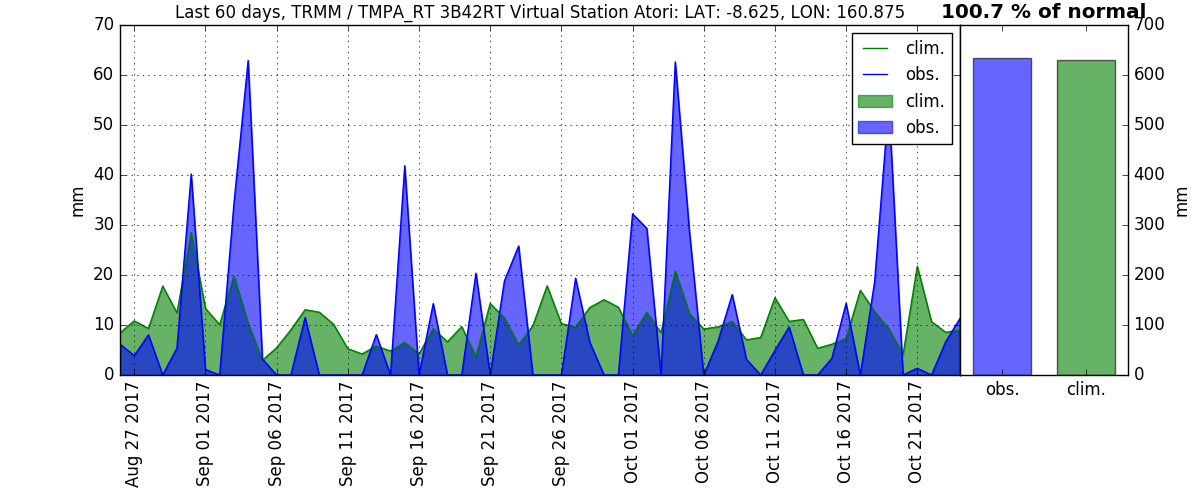 Last 60 days, TRMM / TMPA_RT 3B42RT Virtual Station Atori: LAT: -8.625, LON: 160.875
100.7 % of normal
70
60
50
40
30
20
10
0
mm
clim.
obs.
clim.
obs.
700
600
500
400
300
200
100
0
mm
obs.
clim.
Aug 27 2017
Sep 01 2017
Sep 06 2017
Sep 11 2017
Sep 16 2017
Sep 21 2017
Sep 26 2017
Oct 01 2017
Oct 06 2017
Oct 11 2017
Oct 16 2017
Oct 21 2017